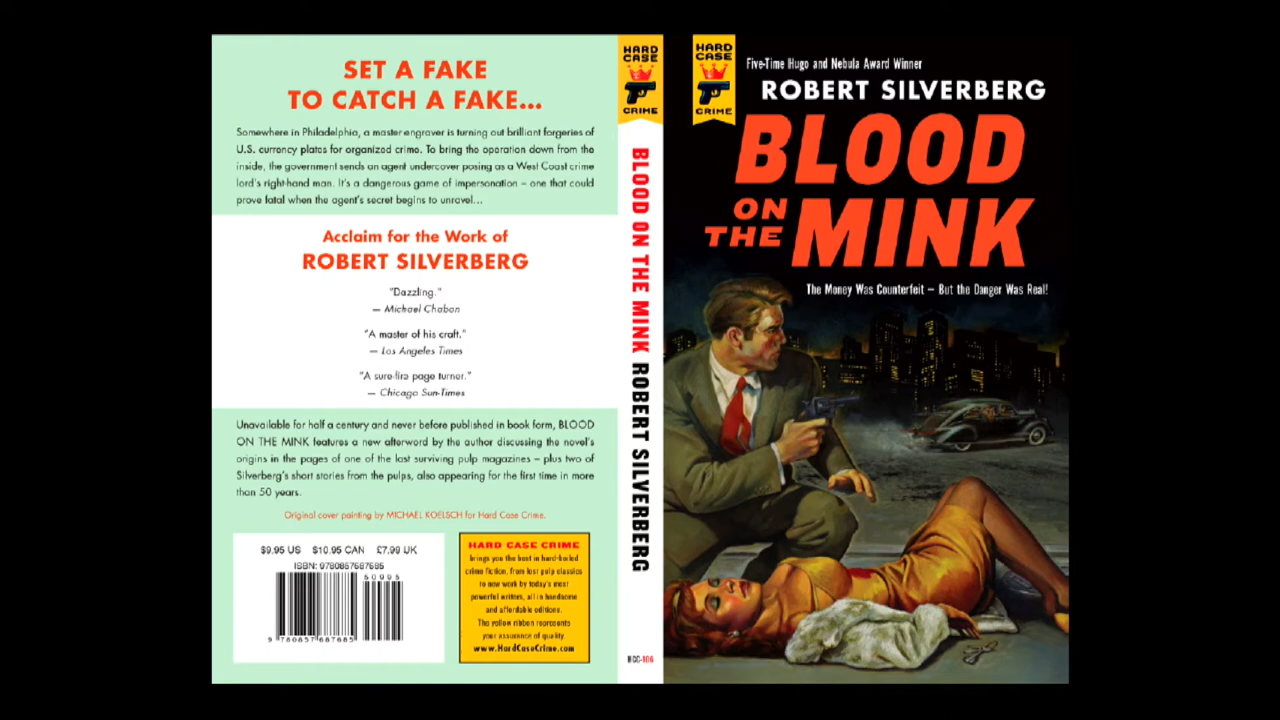 SET A FAKE
TO CATCH A FAKE...
Somewhere in Philadelphia, a master engraver is turning out brilliant forgeries of
U.S. currency plates for organized crime. To bring the operation down from the
inside, the government sends an agent undercover posing as a West Coast crime
lord's right-hand man. It's a dangerous game of impersonation – one that could
prove fatal when the agent's secret begins to unravel...
Acclaim for the Work of
ROBERT SILVERBERG
"Dazzling."
— Michael Chabon
"A master of his craft."
— Los Angeles Times
"A sure-fire page turner."
— Chicago Sun-Times
Unavailable for half a century and never before published in book form, BLOOD
ON THE MINK features a new afterword by the author discussing the novel's
origins in the pages of one of the last surviving pulp magazines – plus two of
Silverberg's short stories from the pulps, also appearing for the first time in more
than 50 years.
Original cover painting by MICHAEL KOELSCH for Hard Case Crime.
$9.95 US $10.95 CAN £7.99 UK
ISBN: 9780857687685
50995
9 780857 687685
HARD CASE CRIME
brings you the best in hard-boiled
crime fiction, from lost pulp classics
to new work by today's most
powerful writers, all in handsome
and affordable editions.
The yellow ribbon represents
your assurance of quality.
www.HardCaseCrime.com
HARD
CASE
CRIME
BLOOD ON THE MINK ROBERT SILVERBERG
HCC-106
HARD
CASE
CRIME
Five-Time Hugo and Nebula Award Winner
ROBERT SILVERBERG
BLOOD
ON
THE MINK
The Money Was Counterfeit – But the Danger Was Real!